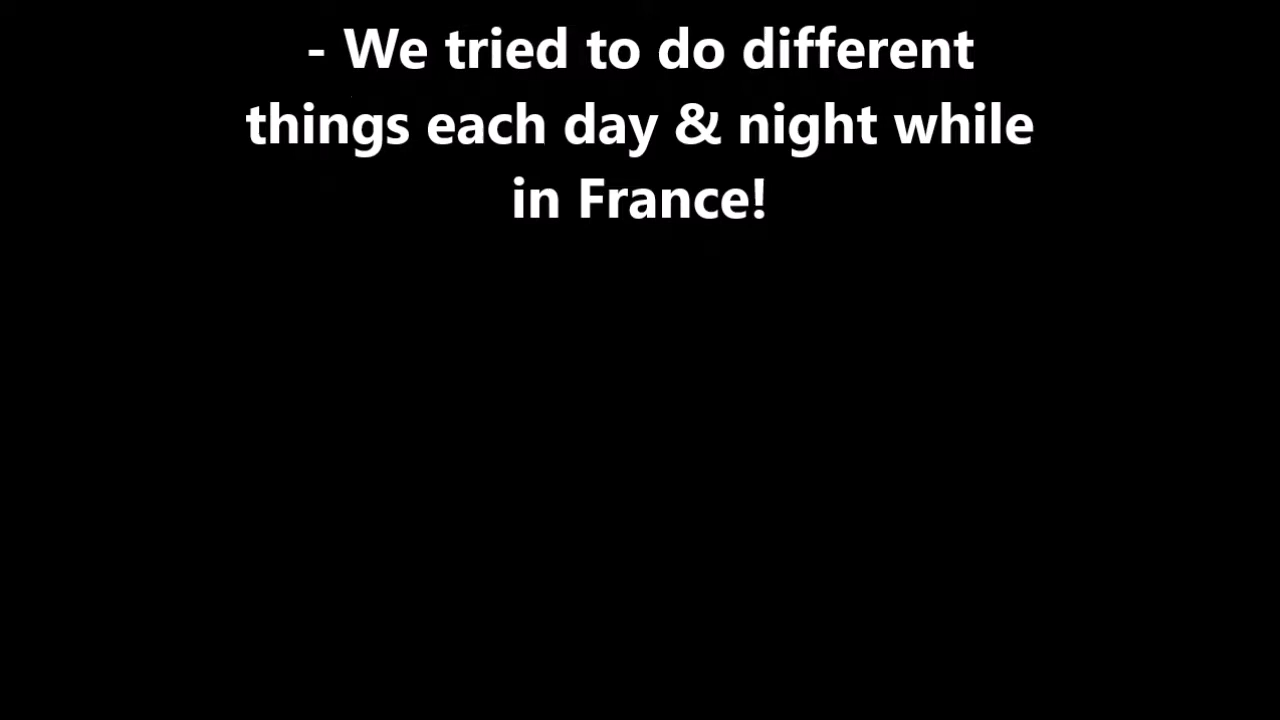 - We tried to do different
things each day & night while
in France!